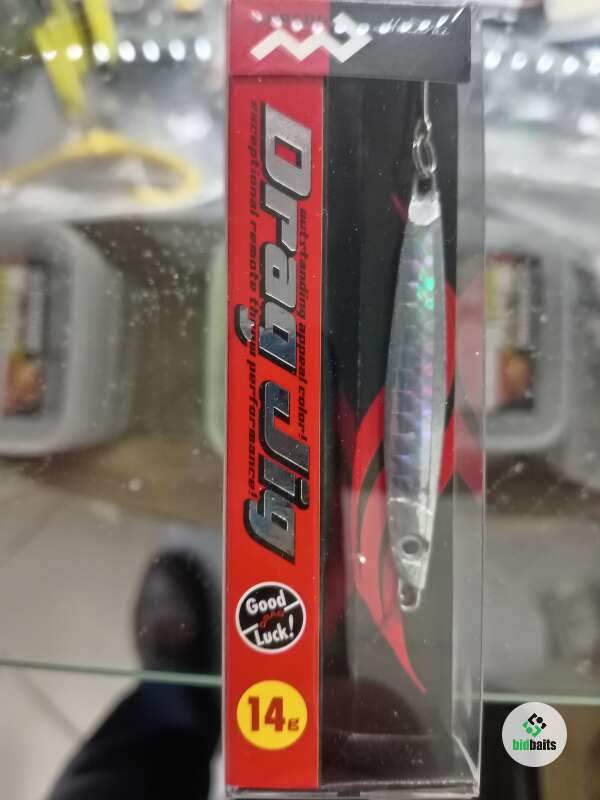 Drag Jig
outstanding appeal color!
exceptional remote throw performance!
Good
Luck!
14g
bidbaits